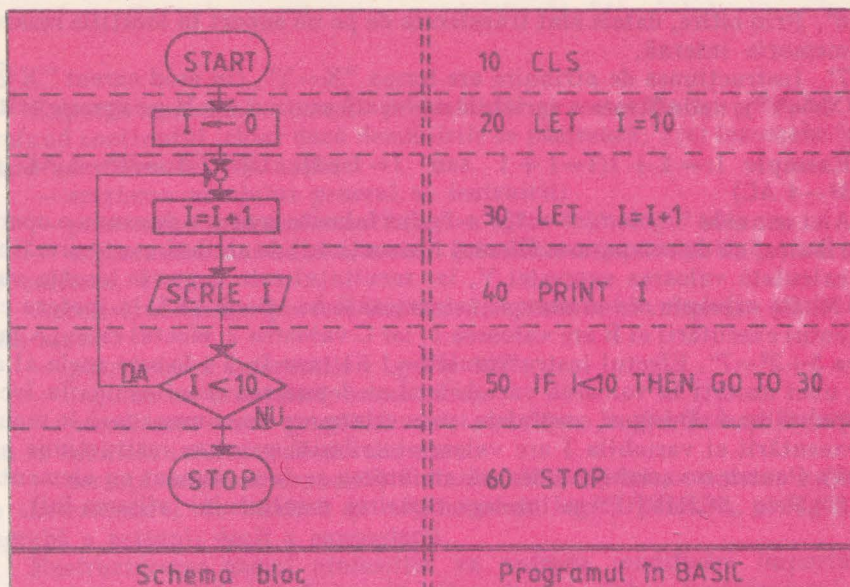 START 10 CLS
I ← 0 20 LET I=10
I=I+1 30 LET I=I+1
SCRIE I 40 PRINT I
DA I < 10 50 IF I<10 THEN GO TO 30
NU
STOP 60 STOP
Schema bloc Programul în BASIC